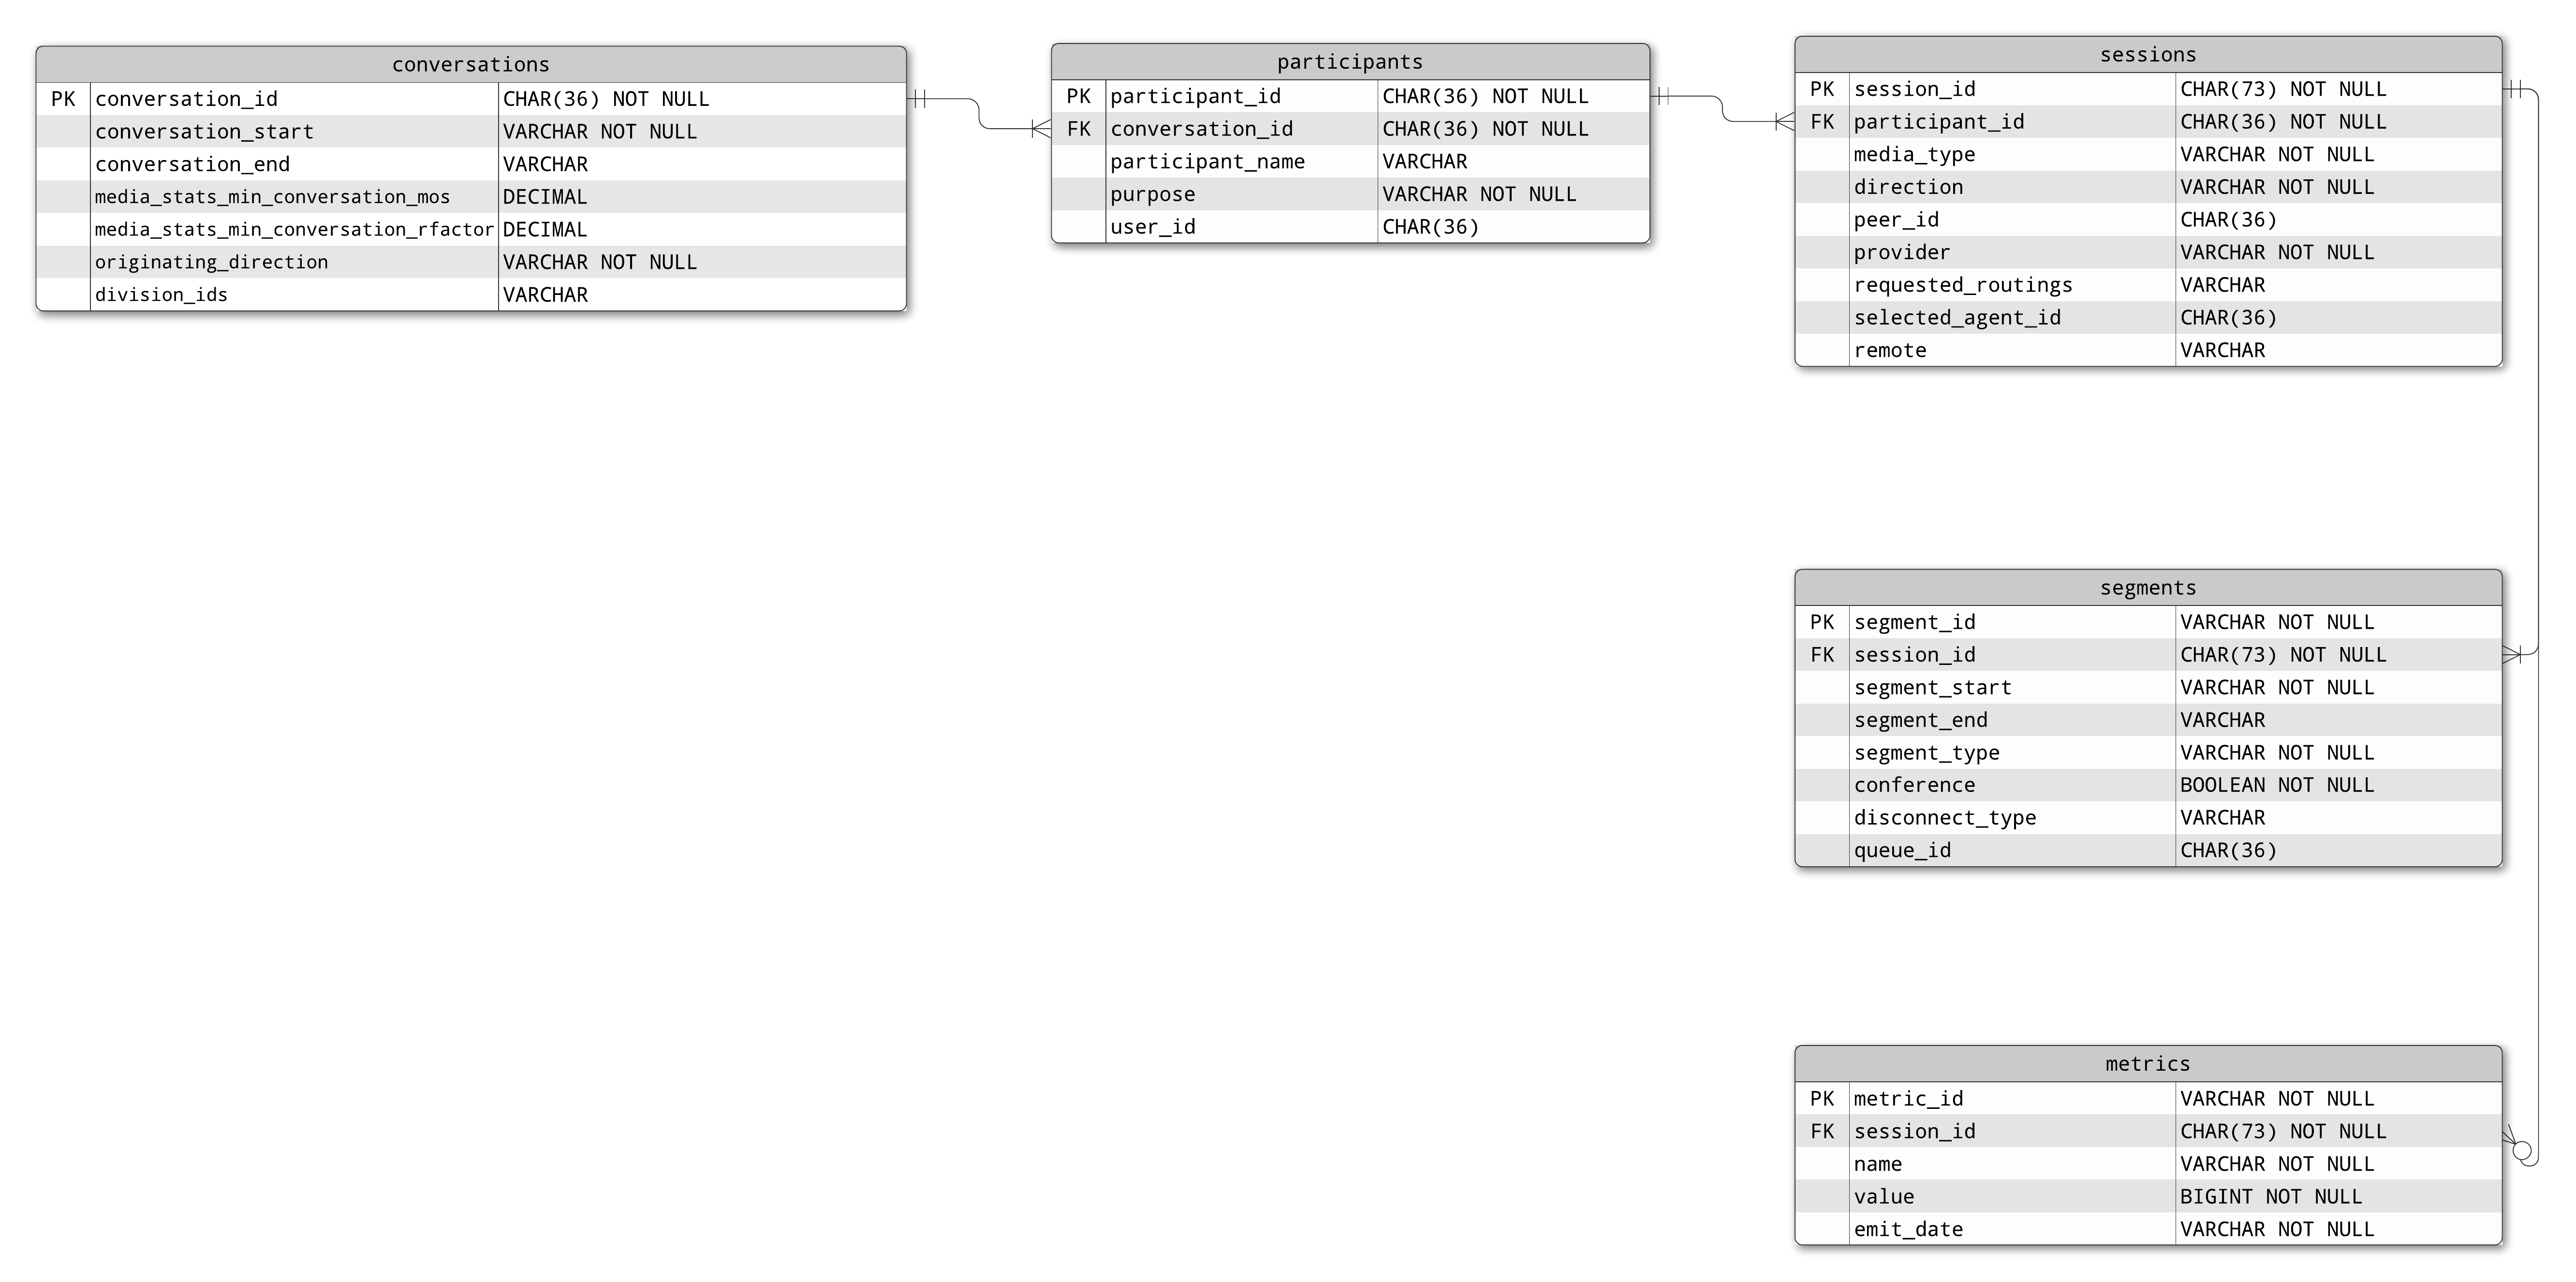 conversations
PK conversation_id CHAR(36) NOT NULL
conversation_start VARCHAR NOT NULL
conversation_end VARCHAR
media_stats_min_conversation_mos DECIMAL
media_stats_min_conversation_rfactor DECIMAL
originating_direction VARCHAR NOT NULL
division_ids VARCHAR
participants
PK participant_id CHAR(36) NOT NULL
FK conversation_id CHAR(36) NOT NULL
participant_name VARCHAR
purpose VARCHAR NOT NULL
user_id CHAR(36)
sessions
PK session_id CHAR(73) NOT NULL
FK participant_id CHAR(36) NOT NULL
media_type VARCHAR NOT NULL
direction VARCHAR NOT NULL
peer_id CHAR(36)
provider VARCHAR NOT NULL
requested_routings VARCHAR
selected_agent_id CHAR(36)
remote VARCHAR
segments
PK segment_id VARCHAR NOT NULL
FK session_id CHAR(73) NOT NULL
segment_start VARCHAR NOT NULL
segment_end VARCHAR
segment_type VARCHAR NOT NULL
conference BOOLEAN NOT NULL
disconnect_type VARCHAR
queue_id CHAR(36)
metrics
PK metric_id VARCHAR NOT NULL
FK session_id CHAR(73) NOT NULL
name VARCHAR NOT NULL
value BIGINT NOT NULL
emit_date VARCHAR NOT NULL